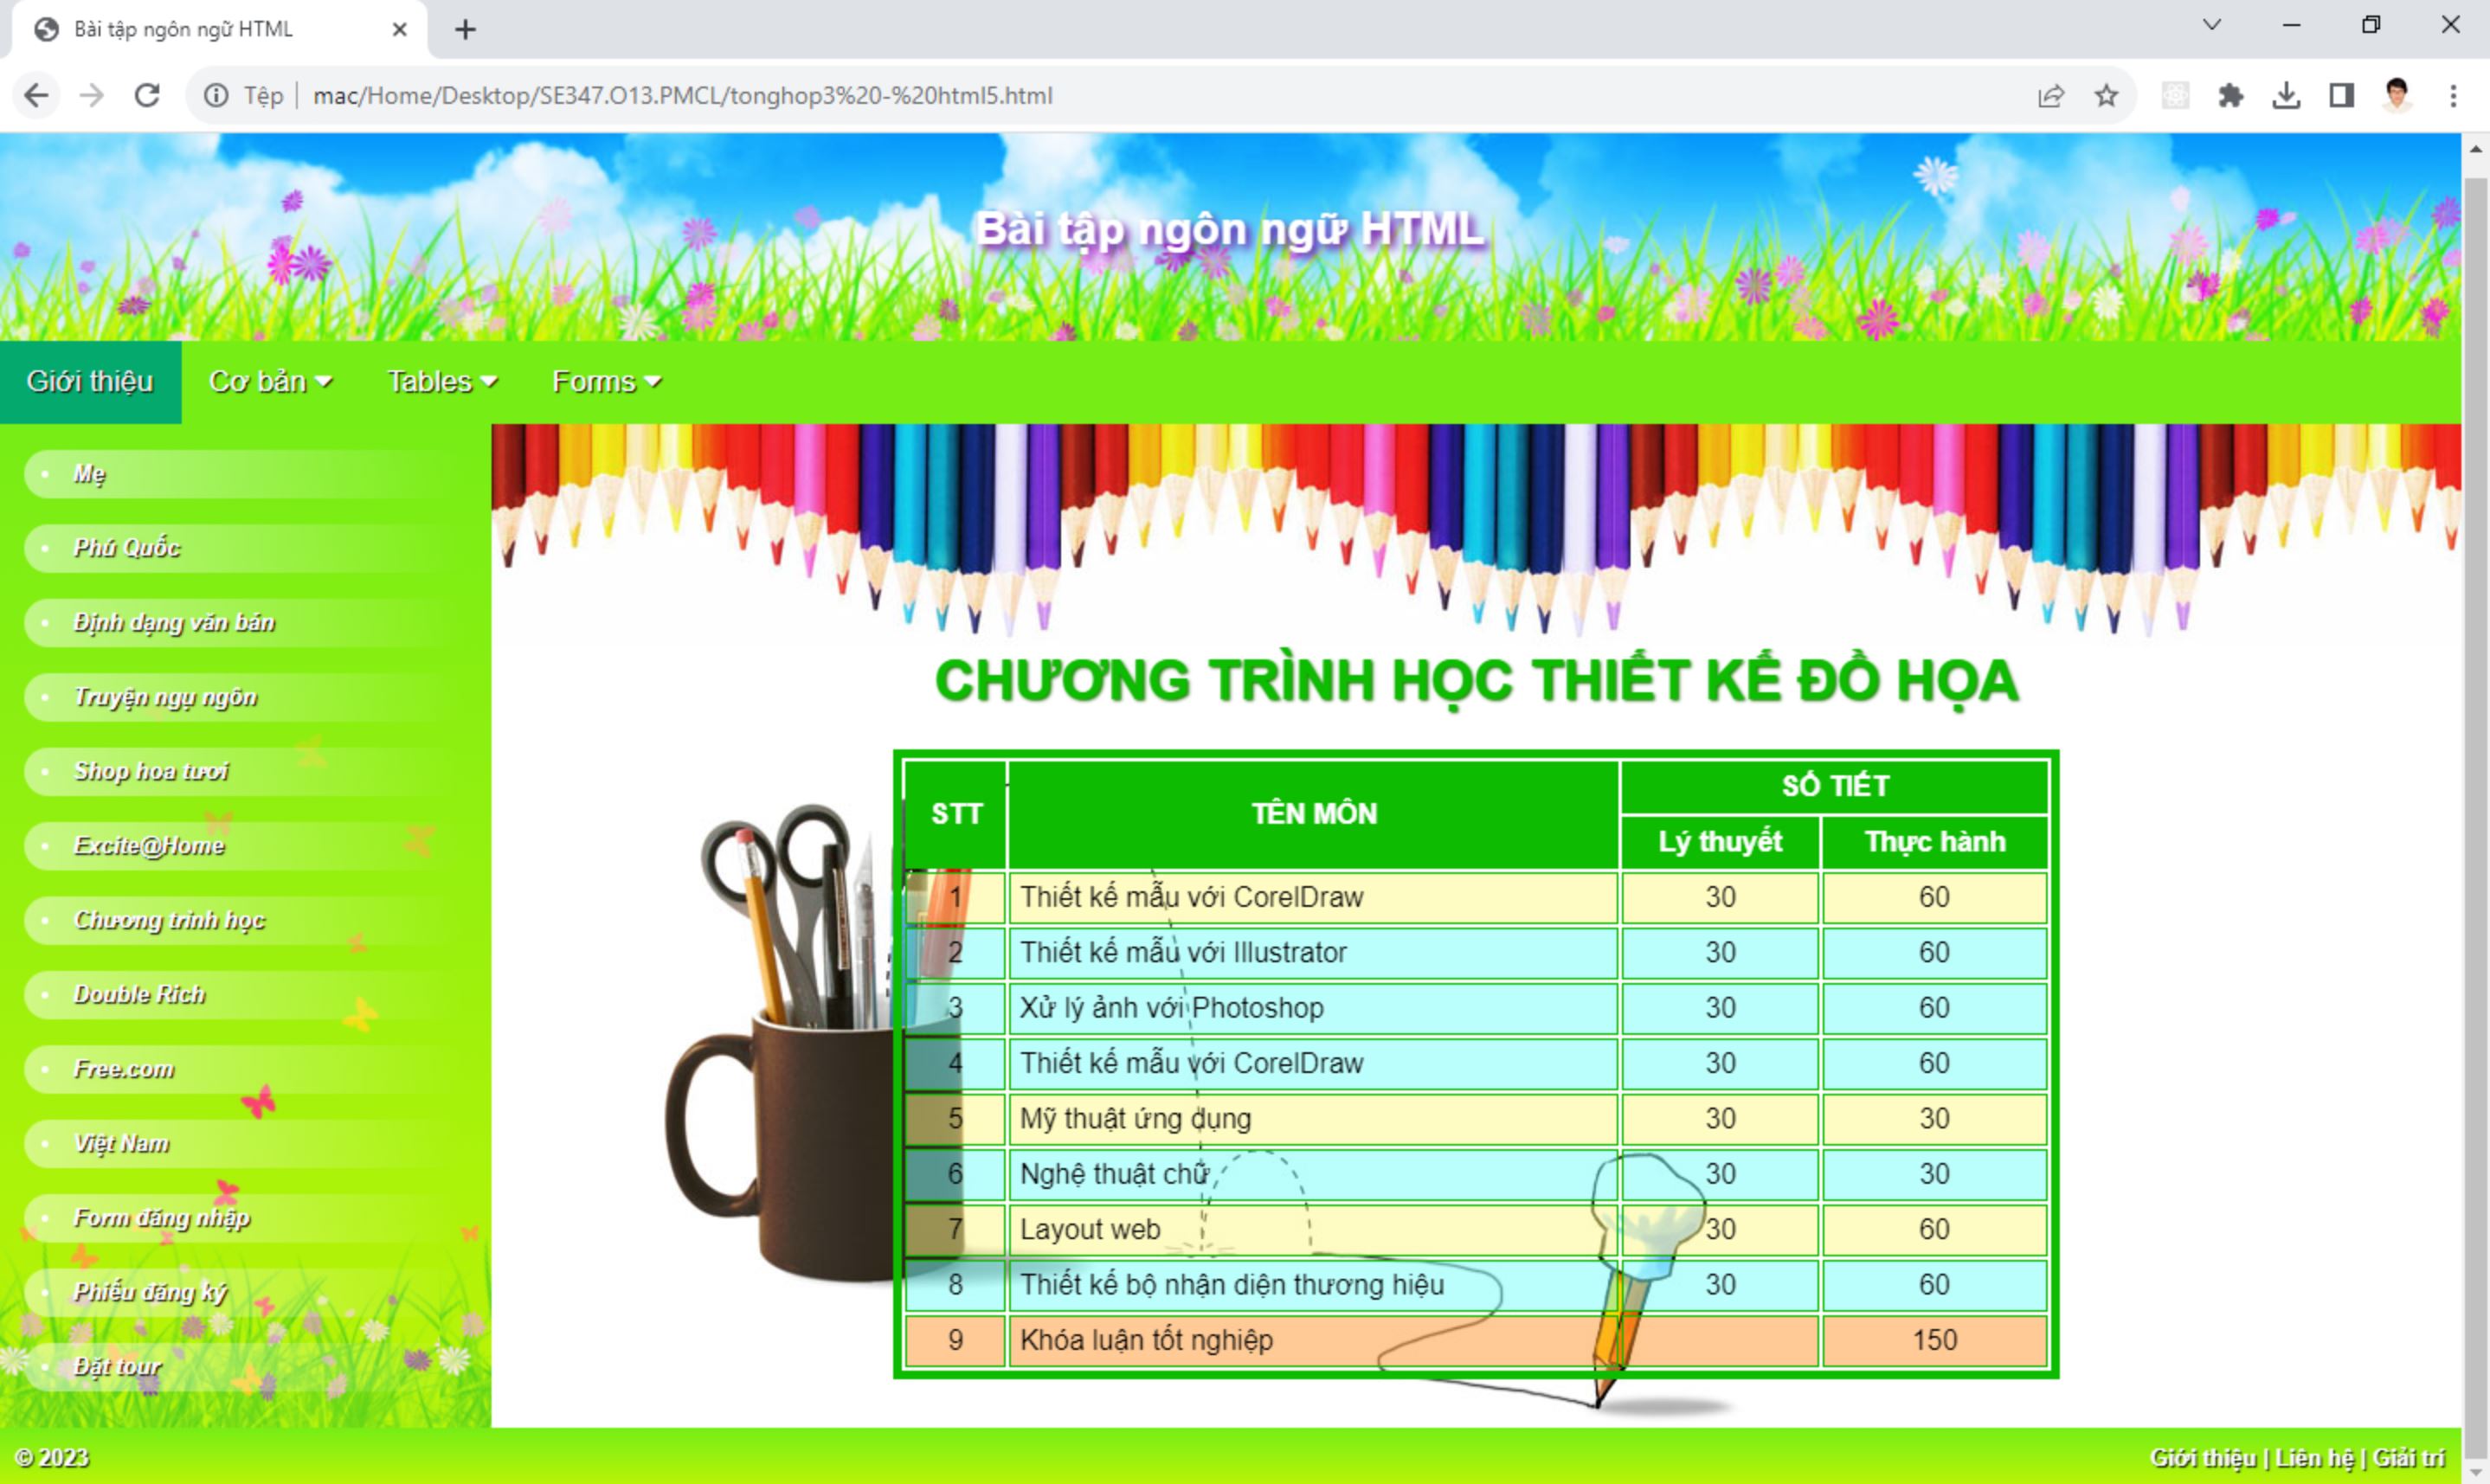 Bài tập ngôn ngữ HTML
Tệp | mac/Home/Desktop/SE347.O13.PMCL/tonghop3%20-%20html5.html
Bài tập ngôn ngữ HTML
Giới thiệu Cơ bản Tables Forms
Mẹ
Phú Quốc
Định dạng văn bản
Truyện ngụ ngôn
Shop hoa tươi
Excite@Home
Chương trình học
Double Rich
Free.com
Việt Nam
Form đăng nhập
Phiếu đăng ký
Đặt tour
CHƯƠNG TRÌNH HỌC THIẾT KẾ ĐỒ HỌA
STT TÊN MÔN SỐ TIẾT
Lý thuyết Thực hành
1 Thiết kế mẫu với CorelDraw 30 60
2 Thiết kế mẫu với Illustrator 30 60
3 Xử lý ảnh với Photoshop 30 60
4 Thiết kế mẫu với CorelDraw 30 60
5 Mỹ thuật ứng dụng 30 30
6 Nghệ thuật chữ 30 30
7 Layout web 30 60
8 Thiết kế bộ nhận diện thương hiệu 30 60
9 Khóa luận tốt nghiệp 150
© 2023
Giới thiệu | Liên hệ | Giải trí